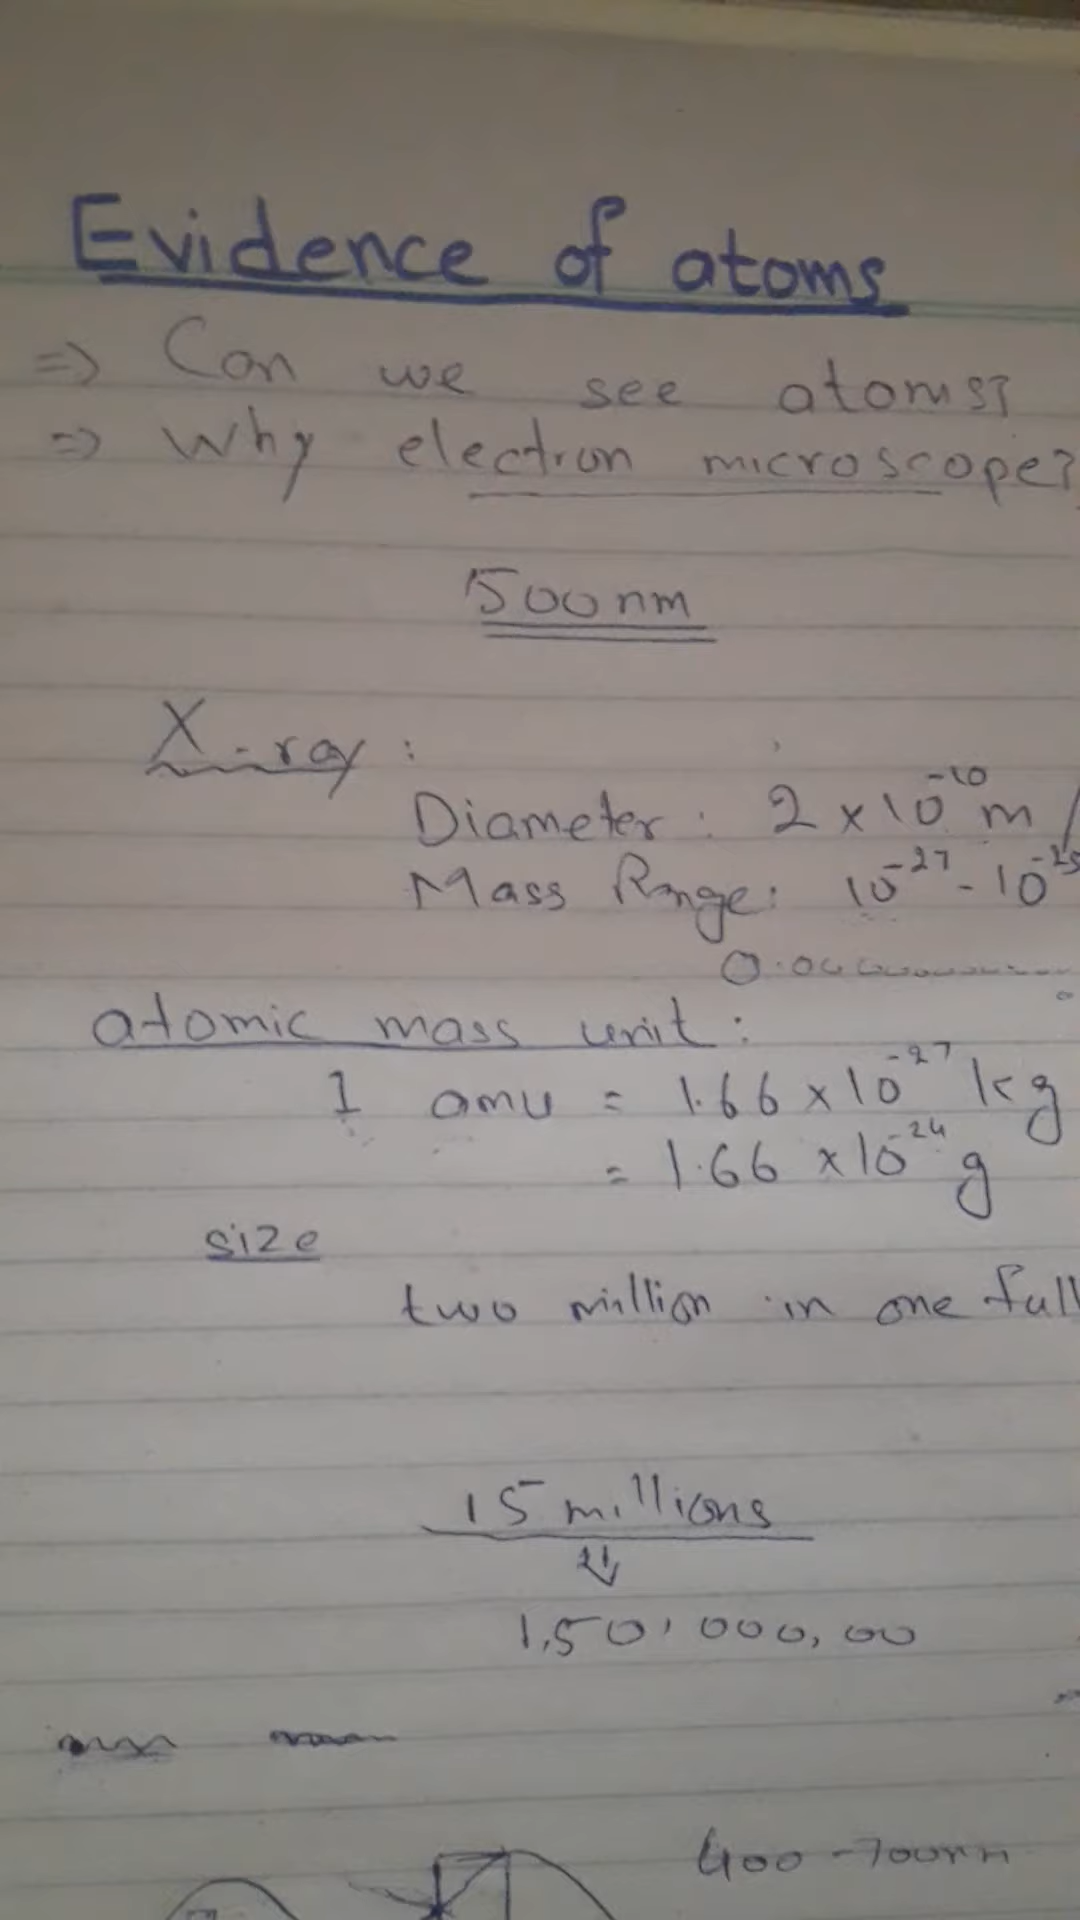 Evidence of atoms
⇒ Can we see atoms?
⇒ Why electron microscope?
500nm
X-ray :
Diameter : 2 × 10⁻¹⁰ m /
Mass Range: 10⁻²⁷ - 10⁻²⁵
atomic mass unit :
1 amu = 1.66 × 10⁻²⁷ kg
= 1.66 × 10⁻²⁴ g
size
two million in one full
15 millions
1,50,000,00
400 - 700nm